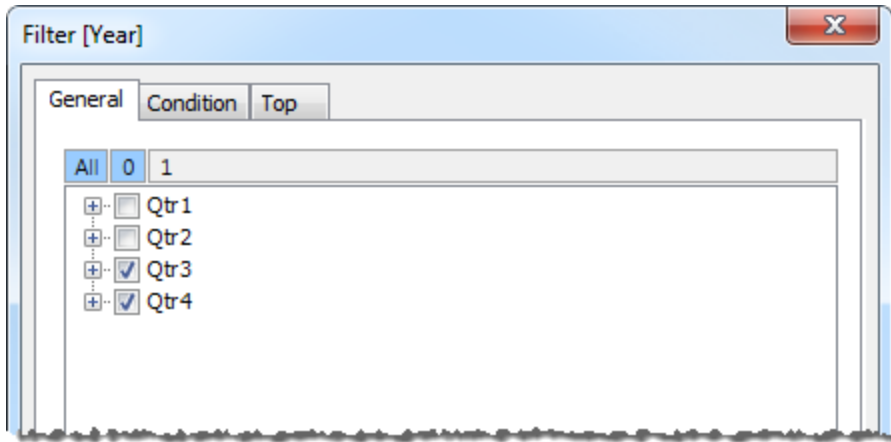 Filter [Year]
General Condition Top
All 0 1
Qtr1
Qtr2
Qtr3
Qtr4